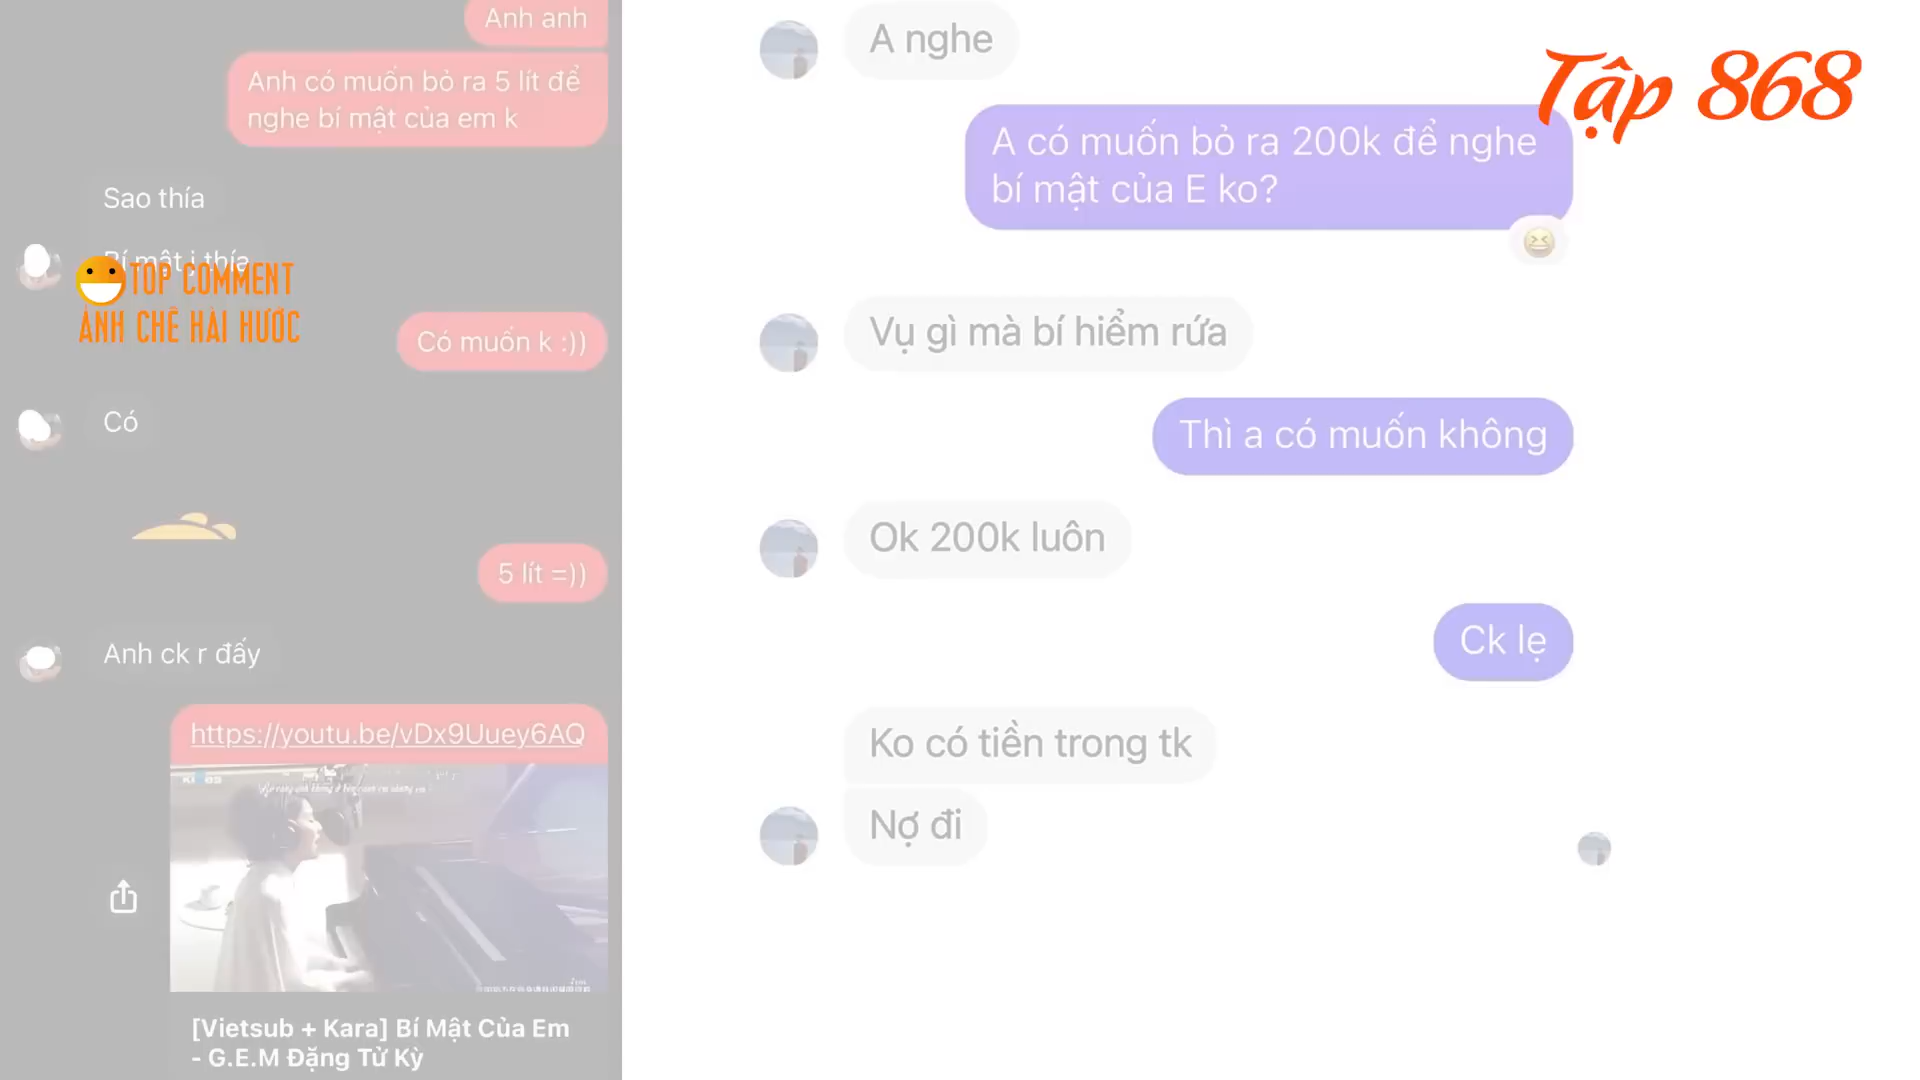 Anh anh
Anh có muốn bỏ ra 5 lít để
nghe bí mật của em k
Sao thía
Bí mật j thía
TOP COMMENT
ẢNH CHẾ HÀI HƯỚC
Có muốn k :))
Có
5 lít =))
Anh ck r đấy
https://youtu.be/vDx9Uuey6AQ
[Vietsub + Kara] Bí Mật Của Em
- G.E.M Đặng Tử Kỳ
A nghe
Tập 868
A có muốn bỏ ra 200k để nghe
bí mật của E ko?
Vụ gì mà bí hiểm rứa
Thì a có muốn không
Ok 200k luôn
Ck lẹ
Ko có tiền trong tk
Nợ đi